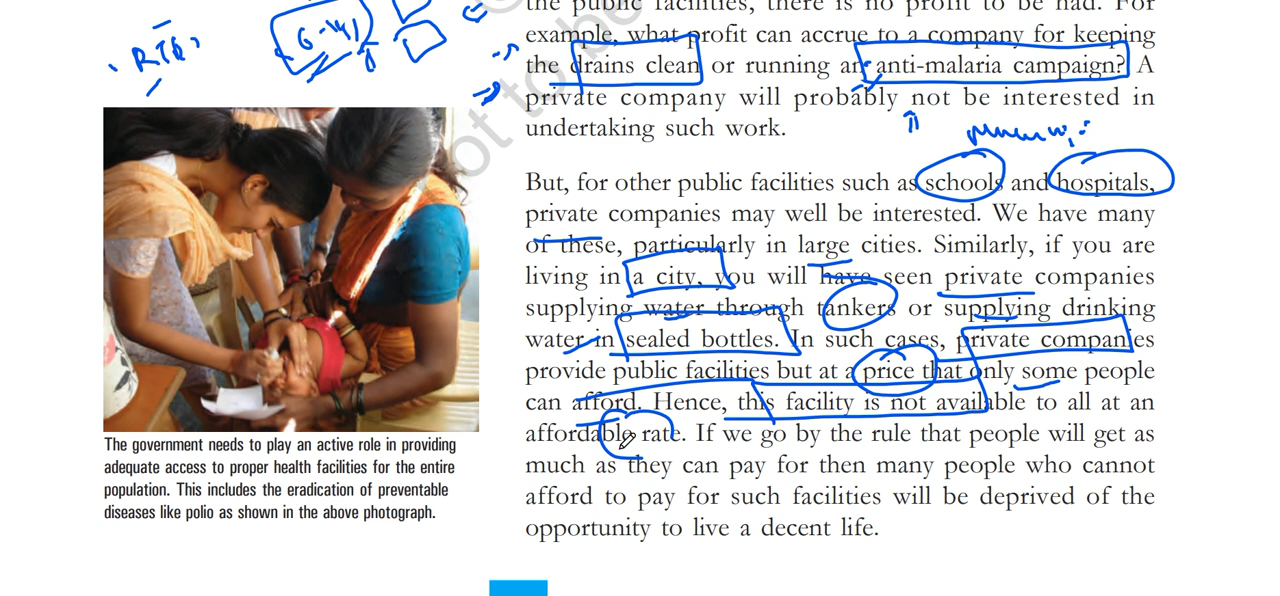 the public facilities, there is no profit to be had. For
example, what profit can accrue to a company for keeping
the drains clean or running an anti-malaria campaign? A
private company will probably not be interested in
undertaking such work.
But, for other public facilities such as schools and hospitals,
private companies may well be interested. We have many
of these, particularly in large cities. Similarly, if you are
living in a city, you will have seen private companies
supplying water through tankers or supplying drinking
water in sealed bottles. In such cases, private companies
provide public facilities but at a price that only some people
can afford. Hence, this facility is not available to all at an
affordable rate. If we go by the rule that people will get as
much as they can pay for then many people who cannot
afford to pay for such facilities will be deprived of the
opportunity to live a decent life.
The government needs to play an active role in providing
adequate access to proper health facilities for the entire
population. This includes the eradication of preventable
diseases like polio as shown in the above photograph.